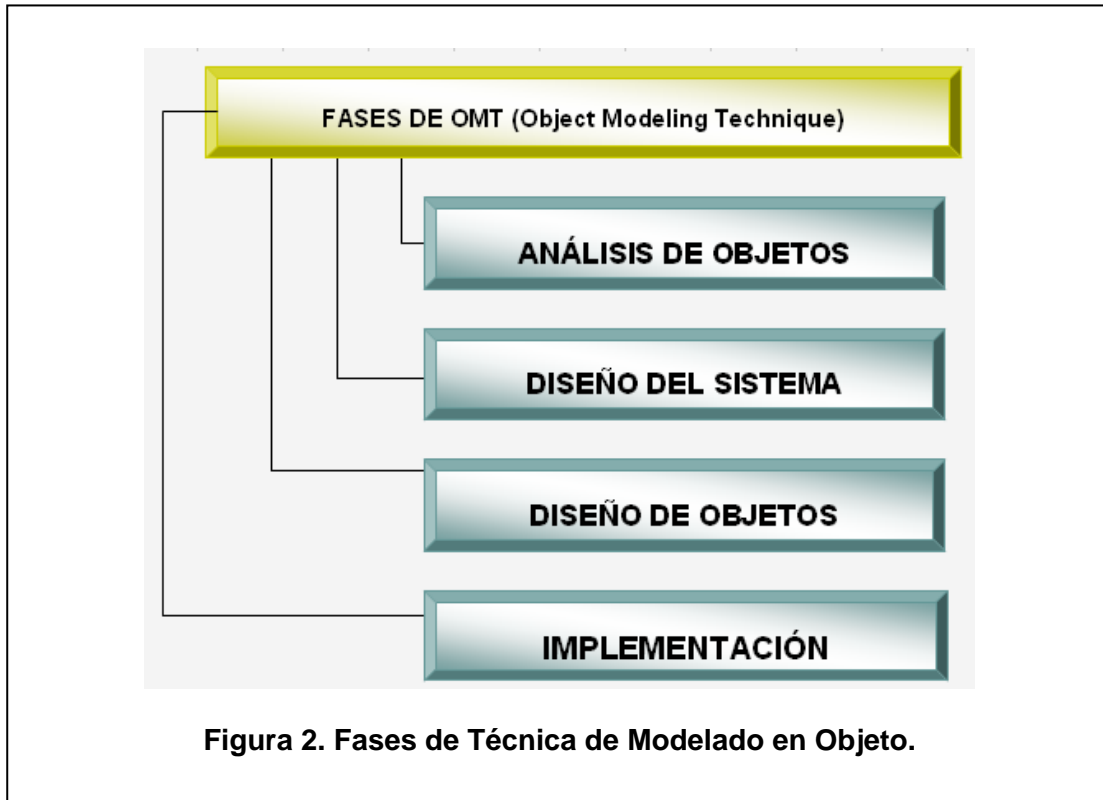 FASES DE OMT (Object Modeling Technique)
ANÁLISIS DE OBJETOS
DISEÑO DEL SISTEMA
DISEÑO DE OBJETOS
IMPLEMENTACIÓN
Figura 2. Fases de Técnica de Modelado en Objeto.